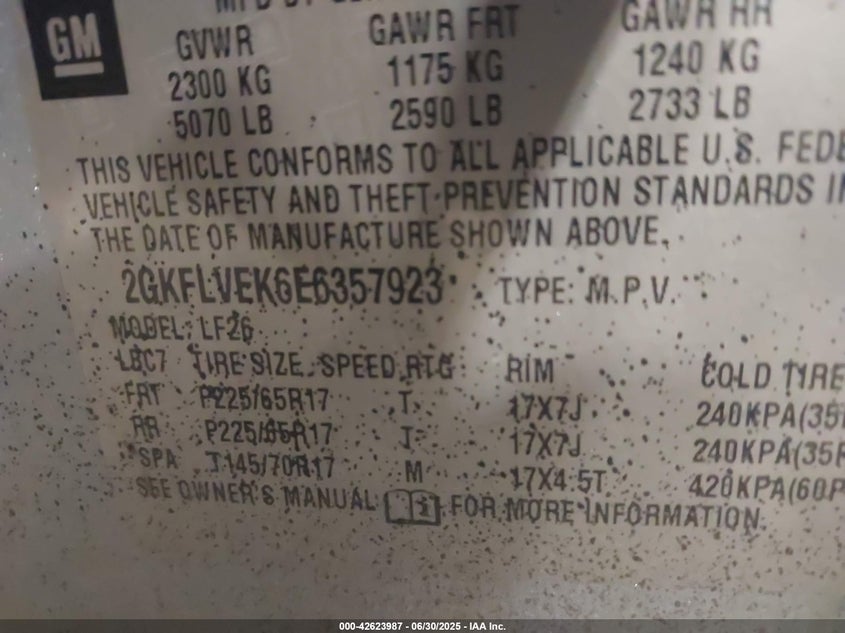 GM
GVWR GAWR FRT GAWR RR
2300 KG 1175 KG 1240 KG
5070 LB 2590 LB 2733 LB
THIS VEHICLE CONFORMS TO ALL APPLICABLE U.S. FEDE
VEHICLE SAFETY AND THEFT PREVENTION STANDARDS I
THE DATE OF MANUFACTURE SHOWN ABOVE.
2GKFLVEK6E6357923 TYPE: M.P.V.
MODEL: LF26
LBC7 TIRE SIZE SPEED RTG RIM COLD TIRE
FRT P225/65R17 T 17X7J 240KPA(35
RR P225/65R17 T 17X7J 240KPA(35
SPA T145/70R17 M 17X4.5T 420KPA(60P
SEE OWNER'S MANUAL FOR MORE INFORMATION.
000-42623987 - 06/30/2025 - IAA Inc.